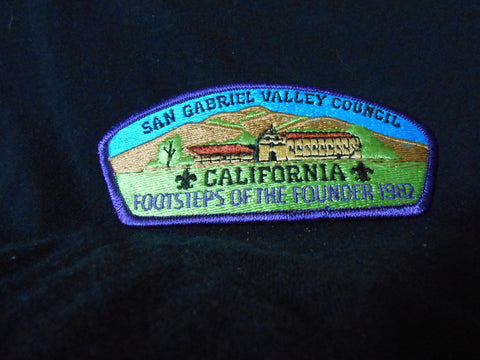 SAN GABRIEL VALLEY COUNCIL
CALIFORNIA
FOOTSTEPS OF THE FOUNDER 1982